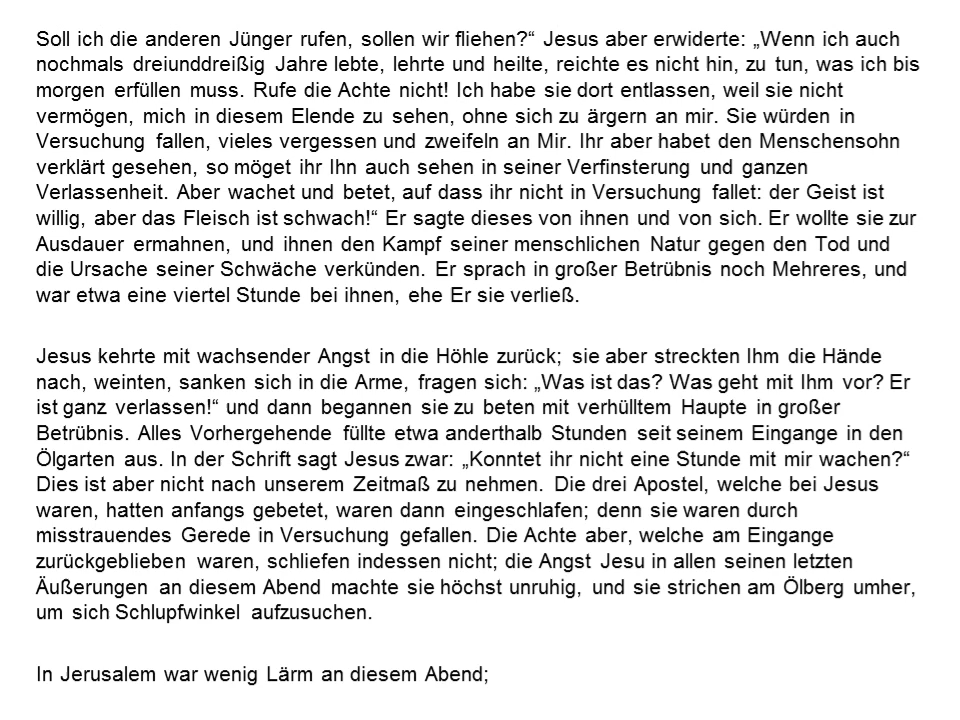 Soll ich die anderen Jünger rufen, sollen wir fliehen?“ Jesus aber erwiderte: „Wenn ich auch
nochmals dreiunddreißig Jahre lebte, lehrte und heilte, reichte es nicht hin, zu tun, was ich bis
morgen erfüllen muss. Rufe die Achte nicht! Ich habe sie dort entlassen, weil sie nicht
vermögen, mich in diesem Elende zu sehen, ohne sich zu ärgern an mir. Sie würden in
Versuchung fallen, vieles vergessen und zweifeln an Mir. Ihr aber habet den Menschensohn
verklärt gesehen, so möget ihr Ihn auch sehen in seiner Verfinsterung und ganzen
Verlassenheit. Aber wachet und betet, auf dass ihr nicht in Versuchung fallet: der Geist ist
willig, aber das Fleisch ist schwach!“ Er sagte dieses von ihnen und von sich. Er wollte sie zur
Ausdauer ermahnen, und ihnen den Kampf seiner menschlichen Natur gegen den Tod und
die Ursache seiner Schwäche verkünden. Er sprach in großer Betrübnis noch Mehreres, und
war etwa eine viertel Stunde bei ihnen, ehe Er sie verließ.
Jesus kehrte mit wachsender Angst in die Höhle zurück; sie aber streckten Ihm die Hände
nach, weinten, sanken sich in die Arme, fragen sich: „Was ist das? Was geht mit Ihm vor? Er
ist ganz verlassen!“ und dann begannen sie zu beten mit verhülltem Haupte in großer
Betrübnis. Alles Vorhergehende füllte etwa anderthalb Stunden seit seinem Eingange in den
Ölgarten aus. In der Schrift sagt Jesus zwar: „Konntet ihr nicht eine Stunde mit mir wachen?“
Dies ist aber nicht nach unserem Zeitmaß zu nehmen. Die drei Apostel, welche bei Jesus
waren, hatten anfangs gebetet, waren dann eingeschlafen; denn sie waren durch
misstrauendes Gerede in Versuchung gefallen. Die Achte aber, welche am Eingange
zurückgeblieben waren, schliefen indessen nicht; die Angst Jesu in allen seinen letzten
Äußerungen an diesem Abend machte sie höchst unruhig, und sie strichen am Ölberg umher,
um sich Schlupfwinkel aufzusuchen.
In Jerusalem war wenig Lärm an diesem Abend;